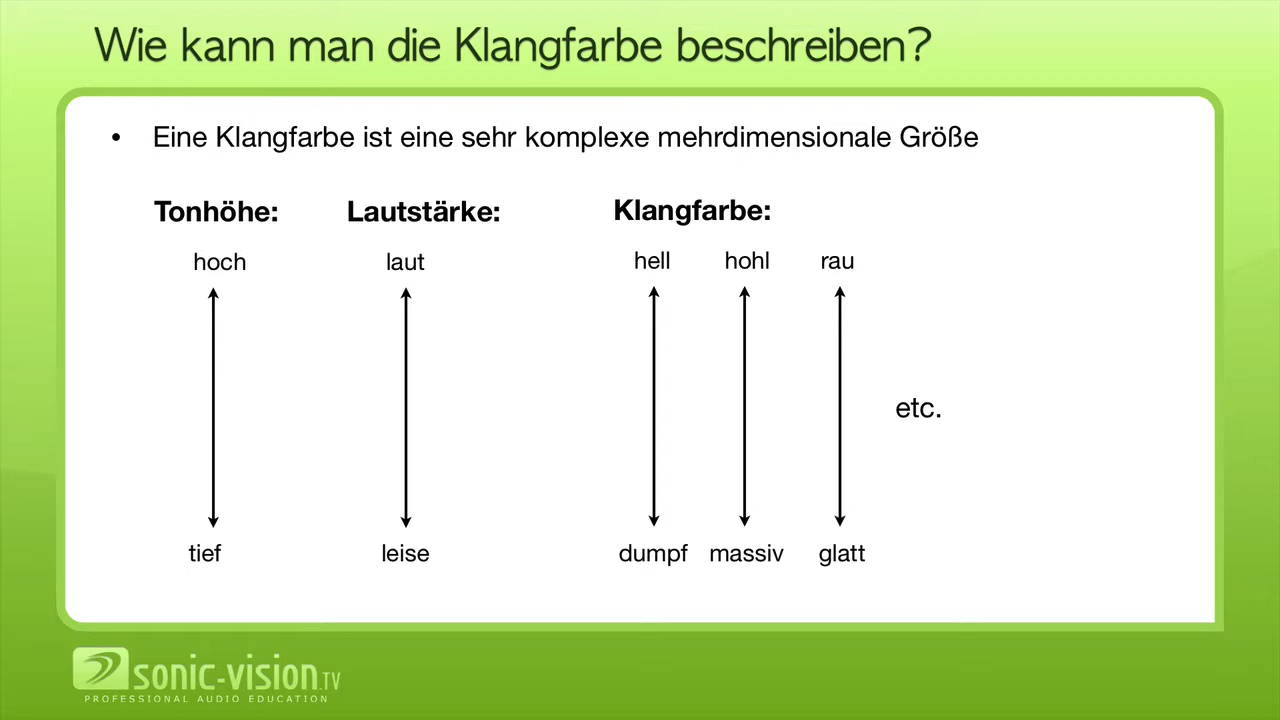 Wie kann man die Klangfarbe beschreiben?
• Eine Klangfarbe ist eine sehr komplexe mehrdimensionale Größe
Tonhöhe: Lautstärke: Klangfarbe:
hoch laut hell hohl rau
etc.
tief leise dumpf massiv glatt
sonic-vision.TV
PROFESSIONAL AUDIO EDUCATION